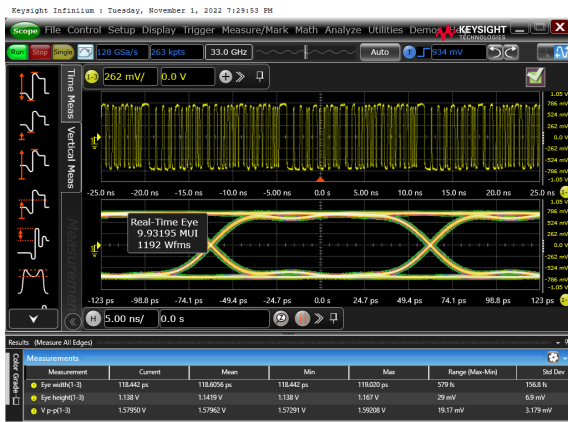 Keysight Infiniium : Tuesday, November 1, 2022 7:29:53 PM
Scope File Control Setup Display Trigger Measure/Mark Math Analyze Utilities Demos KEYSIGHT
TECHNOLOGIES
Run Stop Single 128 GSa/s 263 kpts 33.0 GHz Auto T 934 mV
Time Meas
Vertical Meas
Measurements
1-3 262 mV/ 0.0 V
1.05 V
786 mV
524 mV
262 mV
0.0 V
-262 mV
-524 mV
-786 mV
-1.05 V
-25.0 ns -20.0 ns -15.0 ns -10.0 ns -5.00 ns 0.0 s 5.00 ns 10.0 ns 15.0 ns 20.0 ns 25.0 ns
Real-Time Eye
9.93195 MUI
1192 Wfms
1.05 V
786 mV
524 mV
262 mV
0.0 V
-262 mV
-524 mV
-786 mV
-1.05 V
-123 ps -98.8 ps -74.1 ps -49.4 ps -24.7 ps 0.0 s 24.7 ps 49.4 ps 74.1 ps 98.8 ps 123 ps
H 5.00 ns/ 0.0 s
Results (Measure All Edges)
Color Grade
Measurements
Measurement Current Mean Min Max Range (Max-Min) Std Dev
Eye width(1-3) 118.442 ps 118.6056 ps 118.442 ps 119.020 ps 579 fs 156.8 fs
Eye height(1-3) 1.138 V 1.1419 V 1.138 V 1.167 V 29 mV 6.9 mV
V p-p(1-3) 1.57950 V 1.57962 V 1.57291 V 1.59208 V 19.17 mV 3.179 mV